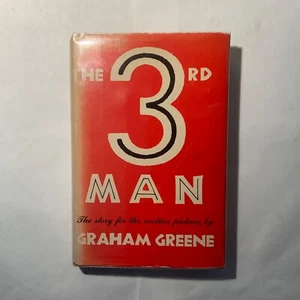 THE 3RD
MAN
The story for the motion picture, by
GRAHAM GREENE